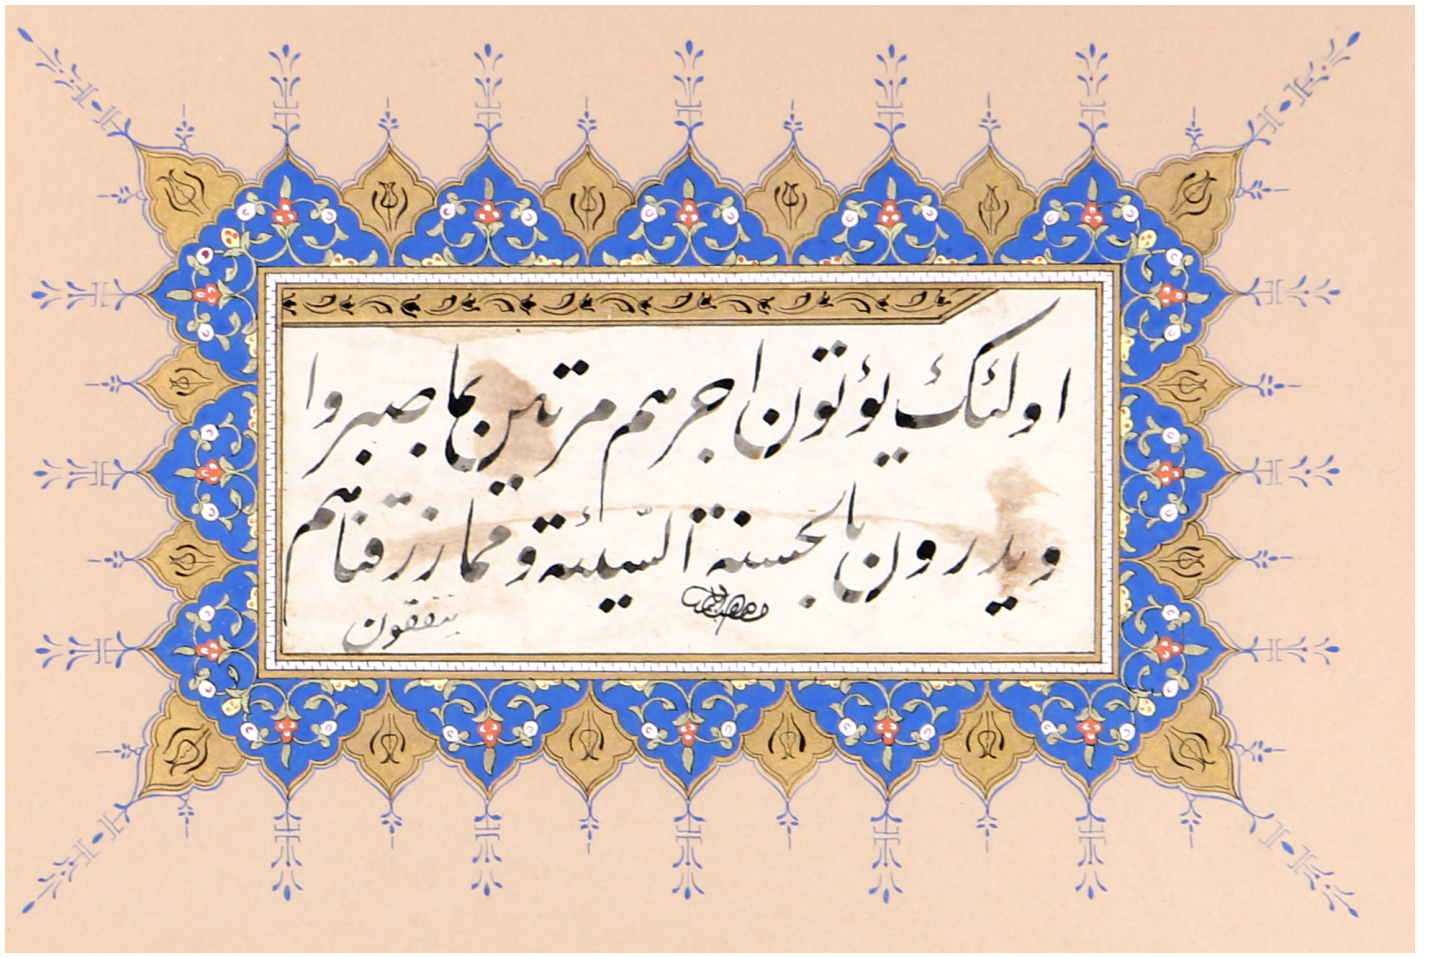 اولئك يؤتون اجرهم مرتين بما صبروا
ويدرون بالحسنة السيئة ومما رزقناهم
ينفقون